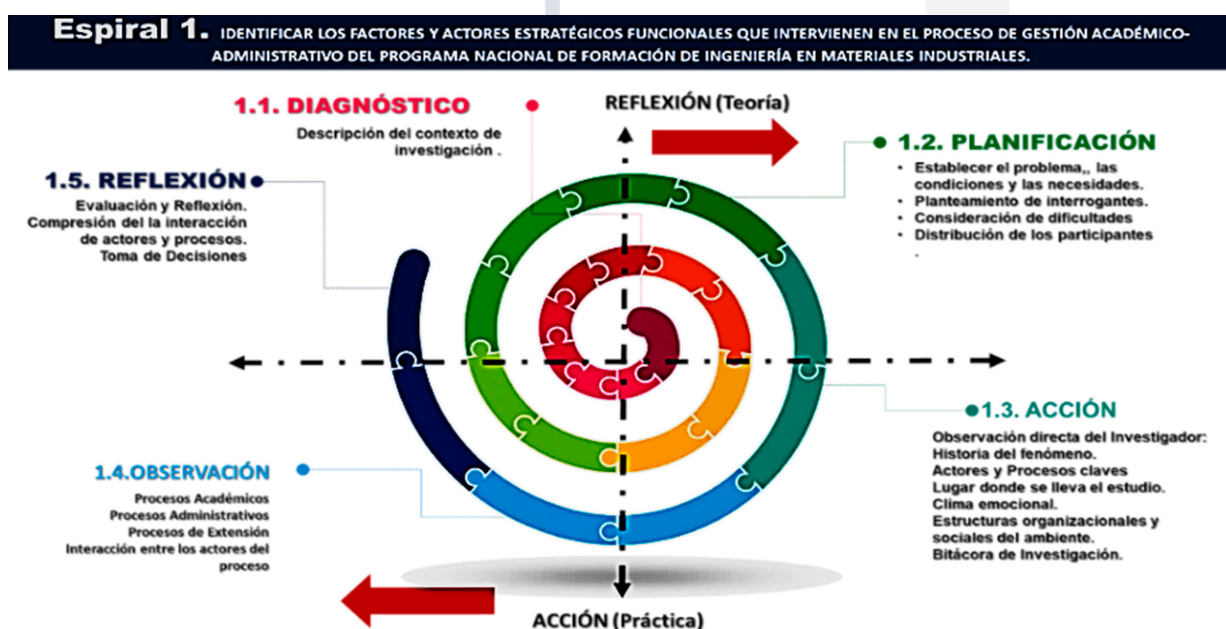 Espiral 1. IDENTIFICAR LOS FACTORES Y ACTORES ESTRATÉGICOS FUNCIONALES QUE INTERVIENEN EN EL PROCESO DE GESTIÓN ACADÉMICO-
ADMINISTRATIVO DEL PROGRAMA NACIONAL DE FORMACIÓN DE INGENIERÍA EN MATERIALES INDUSTRIALES.
REFLEXIÓN (Teoría)
1.1. DIAGNÓSTICO
Descripción del contexto de
investigación .
1.2. PLANIFICACIÓN
• Establecer el problema,, las
condiciones y las necesidades.
• Planteamiento de interrogantes.
• Consideración de dificultades
• Distribución de los participantes
.
1.5. REFLEXIÓN
Evaluación y Reflexión.
Compresión del la interacción
de actores y procesos.
Toma de Decisiones
1.3. ACCIÓN
Observación directa del Investigador:
Historia del fenómeno.
Actores y Procesos claves
Lugar donde se lleva el estudio.
Clima emocional.
Estructuras organizacionales y
sociales del ambiente.
Bitácora de Investigación.
1.4.OBSERVACIÓN
Procesos Académicos
Procesos Administrativos
Procesos de Extensión
Interacción entre los actores del
proceso
ACCIÓN (Práctica)